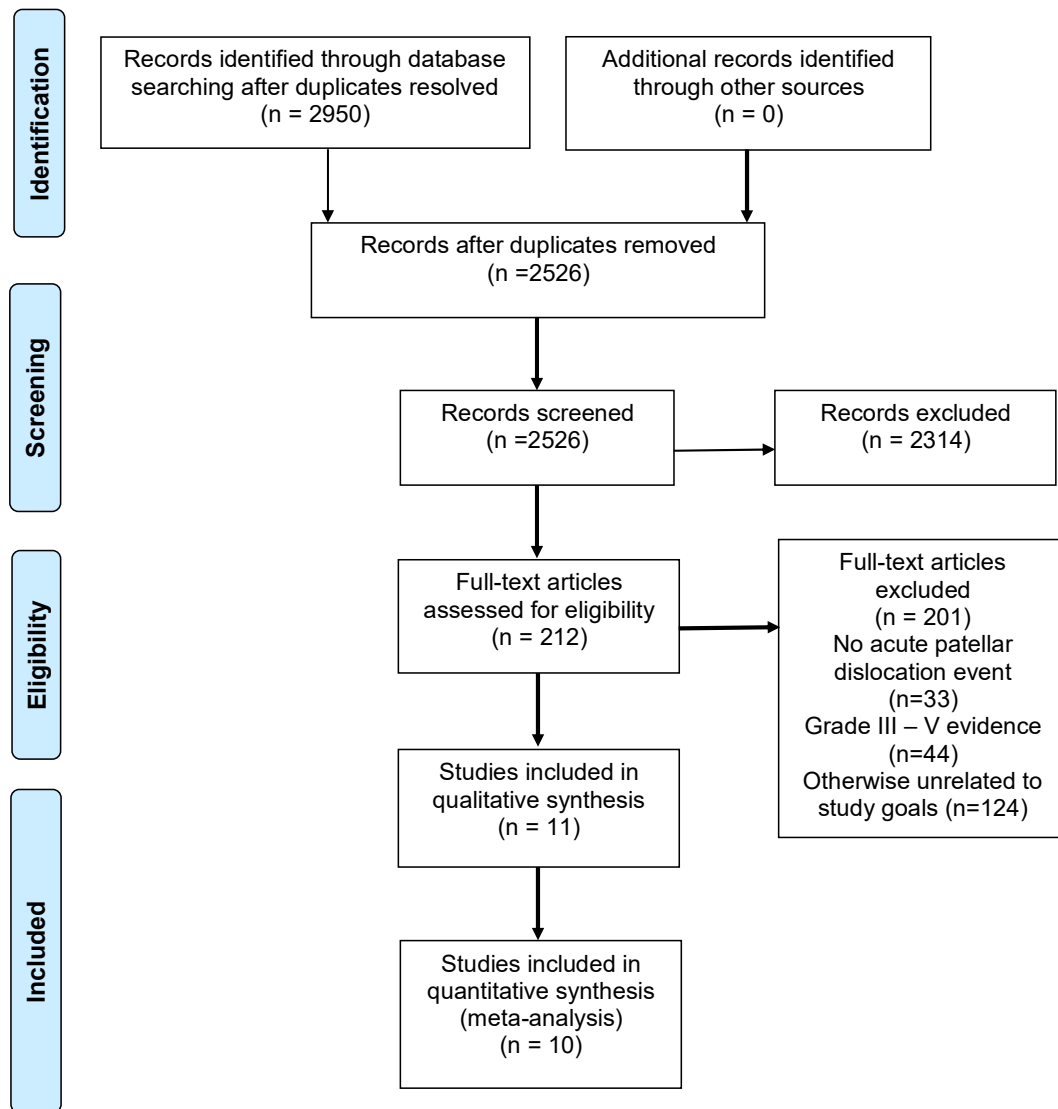 Identification
Records identified through database
searching after duplicates resolved
(n = 2950)
Additional records identified
through other sources
(n = 0)
Records after duplicates removed
(n =2526)
Screening
Records screened
(n =2526)
Records excluded
(n = 2314)
Eligibility
Full-text articles
assessed for eligibility
(n = 212)
Full-text articles
excluded
(n = 201)
No acute patellar
dislocation event
(n=33)
Grade III – V evidence
(n=44)
Otherwise unrelated to
study goals (n=124)
Studies included in
qualitative synthesis
(n = 11)
Included
Studies included in
quantitative synthesis
(meta-analysis)
(n = 10)